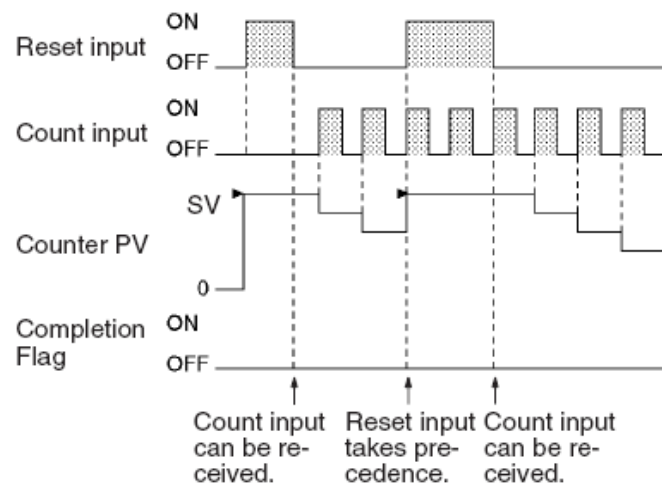 ON
Reset input
OFF
ON
Count input
OFF
SV
Counter PV
0
Completion ON
Flag
OFF
Count input Reset input Count input
can be re- takes pre- can be re-
ceived. cedence. ceived.